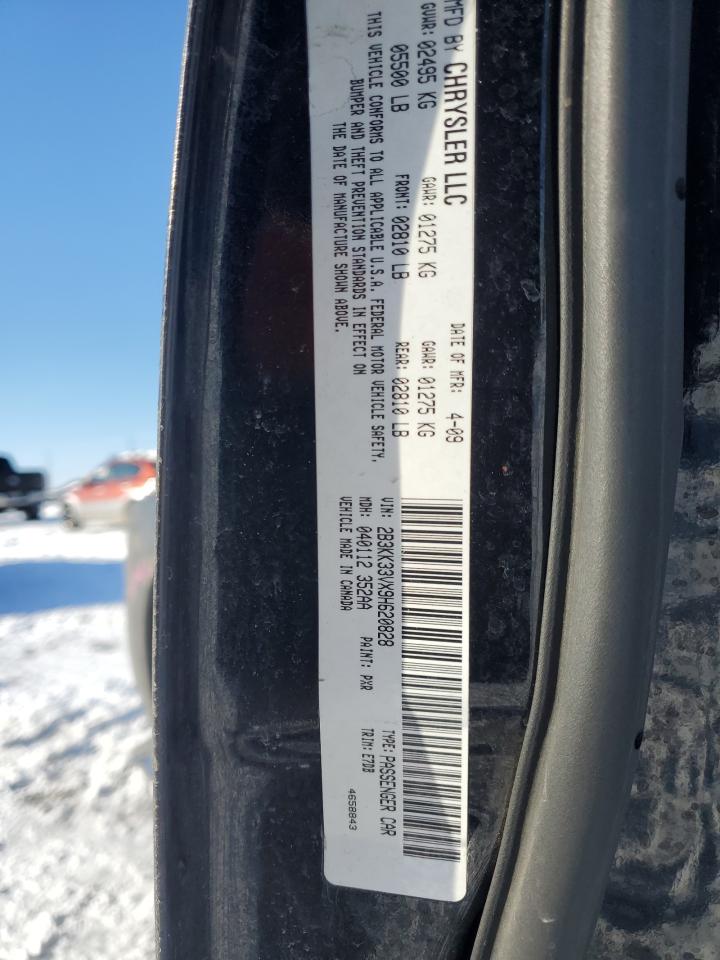 MFD BY CHRYSLER LLC
DATE OF MFR: 4-09
GVWR: 02495 KG
GAWR: 01275 KG
GAWR: 01275 KG
05500 LB
FRONT: 02810 LB
REAR: 02810 LB
THIS VEHICLE CONFORMS TO ALL APPLICABLE U.S.A. FEDERAL MOTOR VEHICLE SAFETY,
BUMPER AND THEFT PREVENTION STANDARDS IN EFFECT ON
THE DATE OF MANUFACTURE SHOWN ABOVE.
VIN: 2B3KK33VX9H620828
TYPE: PASSENGER CAR
MDH: 040112 352AA
PAINT: PXR
TRIM: E7DB
VEHICLE MADE IN CANADA
4658843